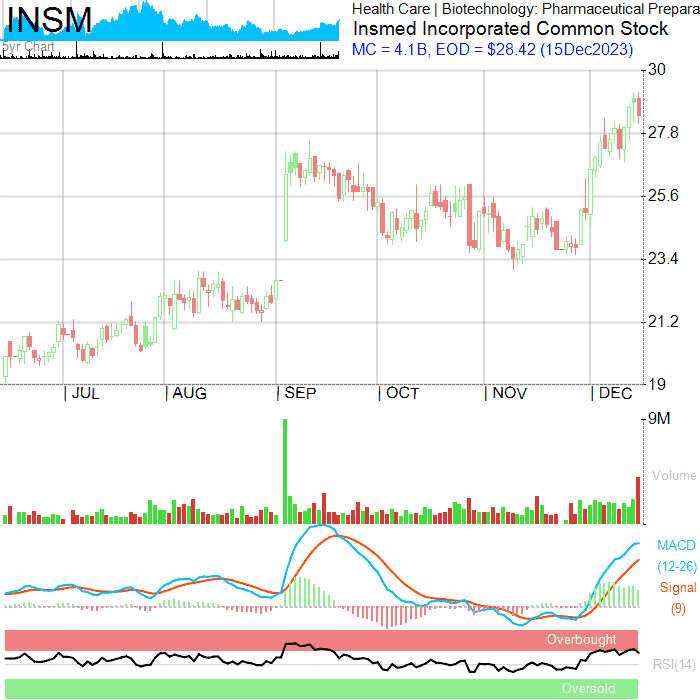 INSM
5yr Chart
Health Care | Biotechnology: Pharmaceutical Prepara
Insmed Incorporated Common Stock
MC = 4.1B, EOD = $28.42 (15Dec2023)
30
27.8
25.6
23.4
21.2
19
| JUL | AUG | SEP | OCT | NOV | DEC
9M
Volume
MACD
(12-26)
Signal
(9)
Overbought
RSI(14)
Oversold